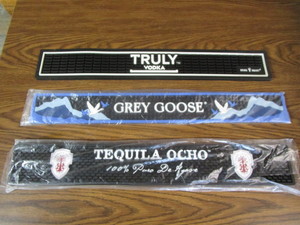 TRULY
VODKA
GREY GOOSE
TEQUILA OCHO
100% Puro De Agave